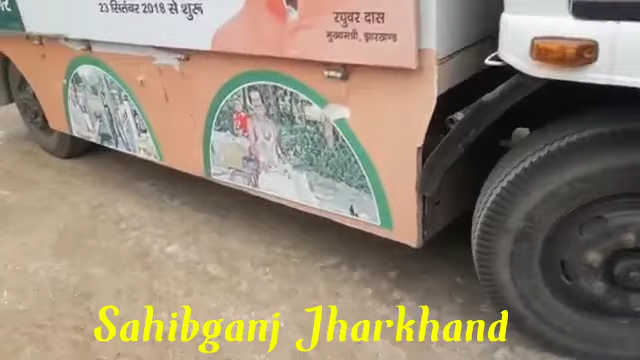 23 सितंबर 2018 से शुरू
रघुवर दास
मुख्यमंत्री, झारखण्ड
Sahibganj Jharkhand